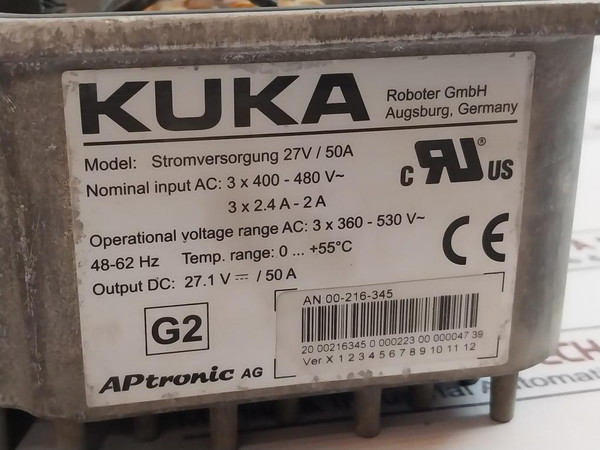 KUKA
Roboter GmbH
Augsburg, Germany
Model: Stromversorgung 27V / 50A
Nominal input AC: 3 x 400 - 480 V~
3 x 2.4 A - 2 A
Operational voltage range AC: 3 x 360 - 530 V~
48-62 Hz Temp. range: 0 ... +55°C
Output DC: 27.1 V⎓ / 50 A
C RU ® US
CE
G2
APtronic AG
AN 00-216-345
20 00216345 0 000223 00 000047 39
Ver X 1 2 3 4 5 6 7 8 9 10 11 12